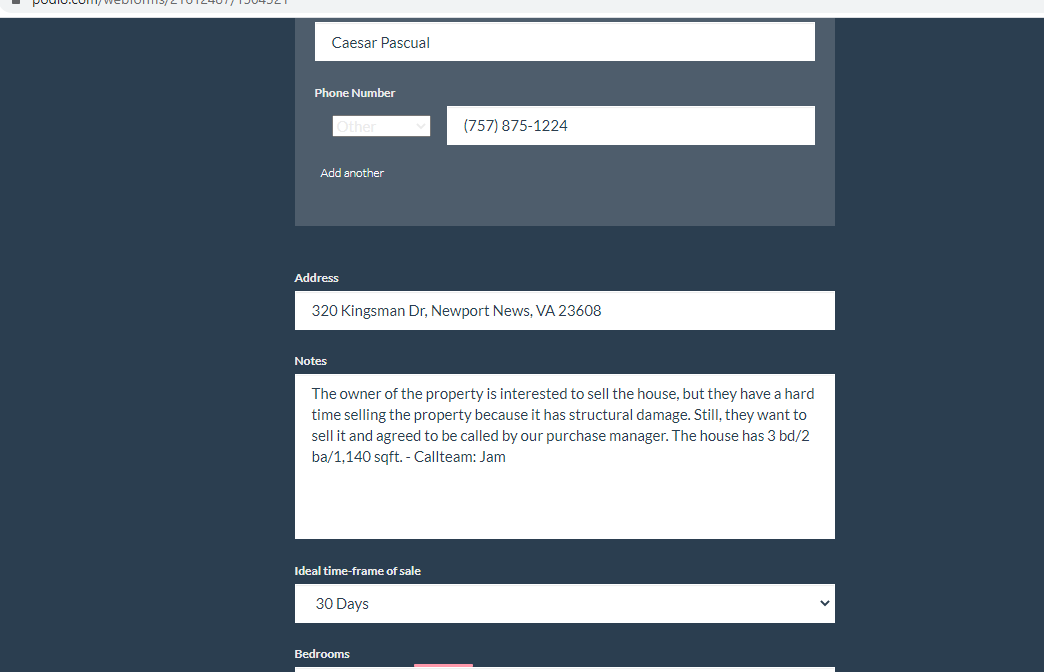 podio.com/webforms/21612487/1504521
Caesar Pascual
Phone Number
Other
(757) 875-1224
Add another
Address
320 Kingsman Dr, Newport News, VA 23608
Notes
The owner of the property is interested to sell the house, but they have a hard
time selling the property because it has structural damage. Still, they want to
sell it and agreed to be called by our purchase manager. The house has 3 bd/2
ba/1,140 sqft. - Callteam: Jam
Ideal time-frame of sale
30 Days
Bedrooms